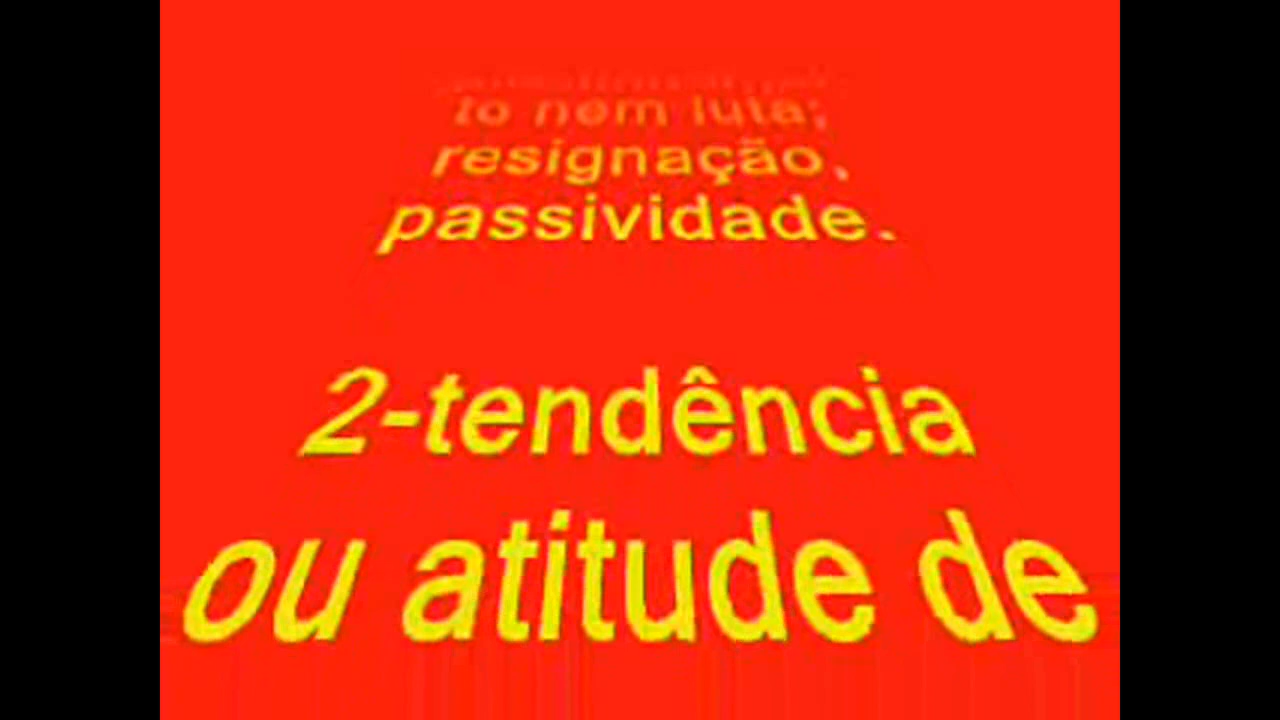 to nem luta;
resignação,
passividade.
2-tendência
ou atitude de